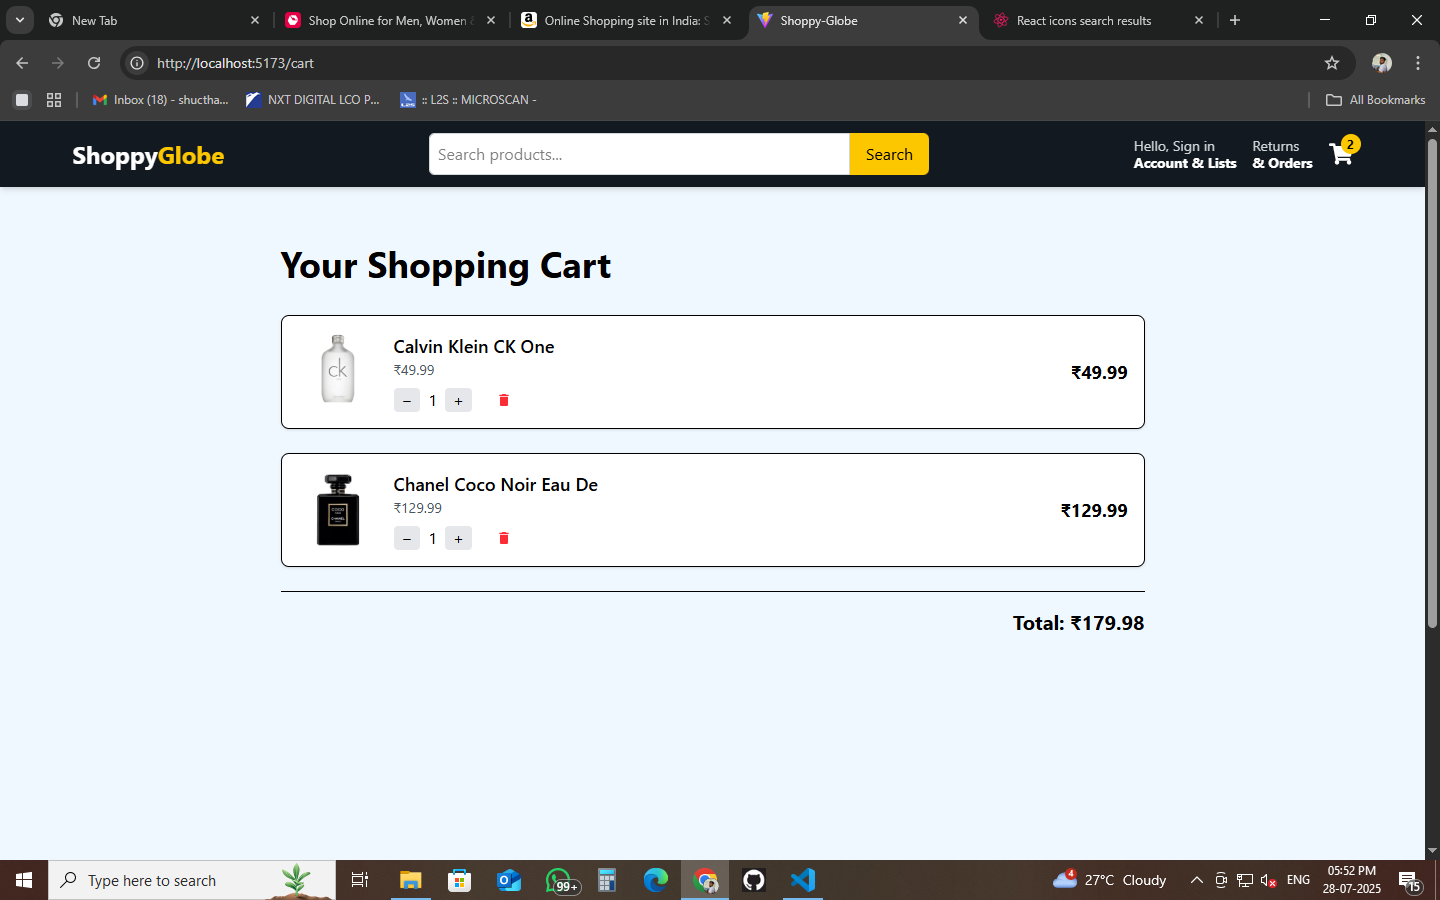 New Tab
Shop Online for Men, Women &
Online Shopping site in India: S
Shoppy-Globe
React icons search results
http://localhost:5173/cart
Inbox (18) - shuctha...
NXT DIGITAL LCO P...
:: L2S :: MICROSCAN -
All Bookmarks
ShoppyGlobe
Search products...
Search
Hello, Sign in
Account & Lists
Returns
& Orders
2
Your Shopping Cart
ck
Calvin Klein CK One
₹49.99
− 1 +
₹49.99
COCO
NOIR
CHANEL
Chanel Coco Noir Eau De
₹129.99
− 1 +
₹129.99
Total: ₹179.98
Type here to search
99+
4
27°C Cloudy
ENG
05:52 PM
28-07-2025
15